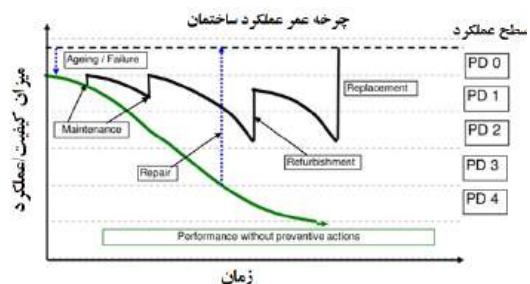 چرخه عمر عملکرد ساختمان
سطح عملکرد
Ageing / Failure
PD 0
Replacement
PD 1
Maintenance
PD 2
Repair
Refurbishment
PD 3
PD 4
Performance without preventive actions
میزان کیفیت/عملکرد
زمان